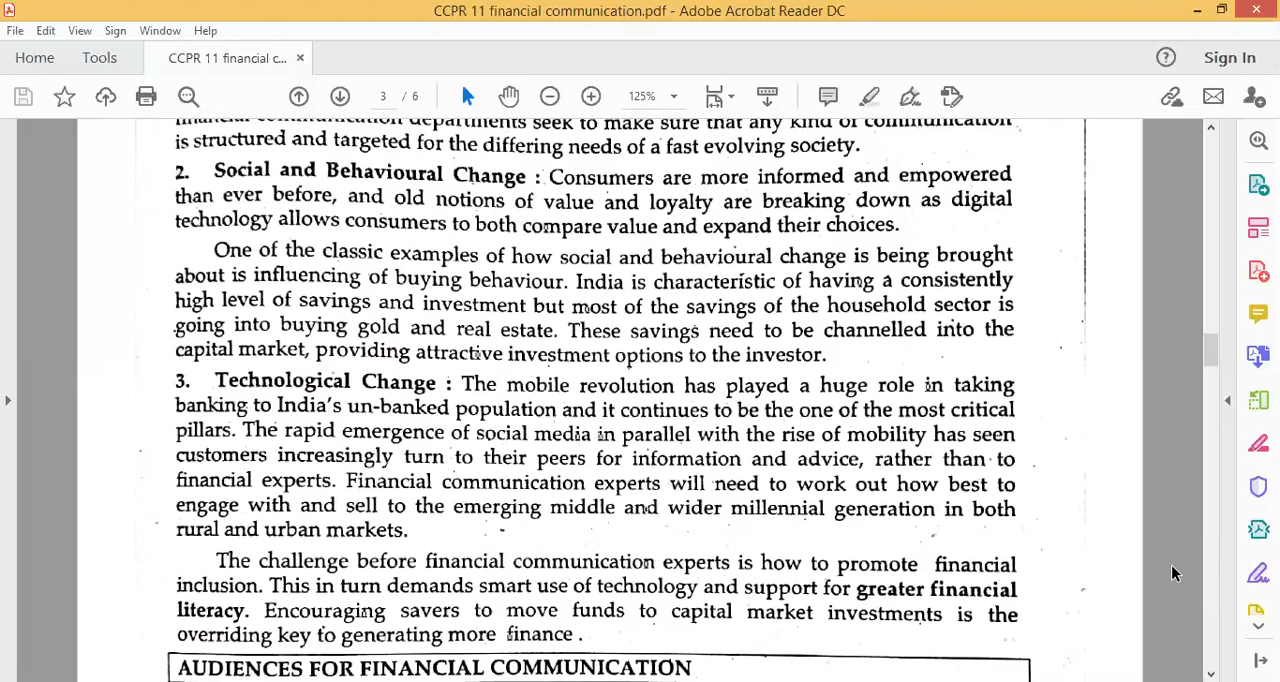 CCPR 11 financial communication.pdf - Adobe Acrobat Reader DC
File Edit View Sign Window Help
Home Tools CCPR 11 financial c... × Sign In
3 / 6 125%
financial communication departments seek to make sure that any kind of communication
is structured and targeted for the differing needs of a fast evolving society.
2. Social and Behavioural Change : Consumers are more informed and empowered
than ever before, and old notions of value and loyalty are breaking down as digital
technology allows consumers to both compare value and expand their choices.
One of the classic examples of how social and behavioural change is being brought
about is influencing of buying behaviour. India is characteristic of having a consistently
high level of savings and investment but most of the savings of the household sector is
going into buying gold and real estate. These savings need to be channelled into the
capital market, providing attractive investment options to the investor.
3. Technological Change : The mobile revolution has played a huge role in taking
banking to India's un-banked population and it continues to be the one of the most critical
pillars. The rapid emergence of social media in parallel with the rise of mobility has seen
customers increasingly turn to their peers for information and advice, rather than to
financial experts. Financial communication experts will need to work out how best to
engage with and sell to the emerging middle and wider millennial generation in both
rural and urban markets.
The challenge before financial communication experts is how to promote financial
inclusion. This in turn demands smart use of technology and support for greater financial
literacy. Encouraging savers to move funds to capital market investments is the
overriding key to generating more finance .
AUDIENCES FOR FINANCIAL COMMUNICATION